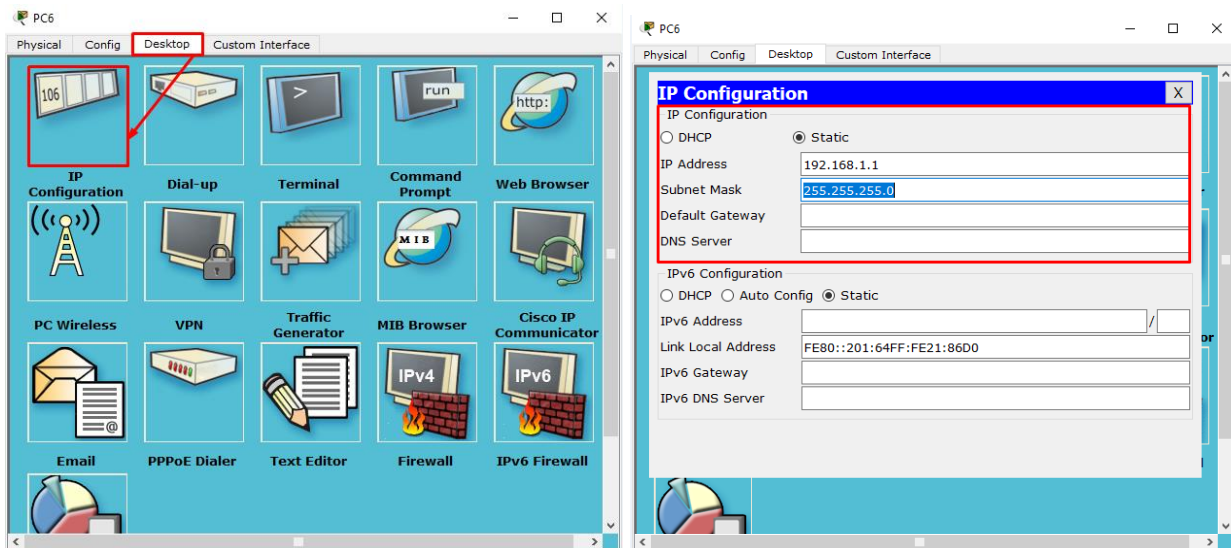 PC6
Physical Config Desktop Custom Interface
106
>
run
http:
IP
Configuration
Dial-up
Terminal
Command
Prompt
Web Browser
MIB
PC Wireless
VPN
Traffic
Generator
MIB Browser
Cisco IP
Communicator
@
IPv4
IPv6
Email
PPPoE Dialer
Text Editor
Firewall
IPv6 Firewall
PC6
Physical Config Desktop Custom Interface
IP Configuration X
IP Configuration
DHCP Static
IP Address 192.168.1.1
Subnet Mask 255.255.255.0
Default Gateway
DNS Server
IPv6 Configuration
DHCP Auto Config Static
IPv6 Address /
Link Local Address FE80::201:64FF:FE21:86D0
IPv6 Gateway
IPv6 DNS Server
or